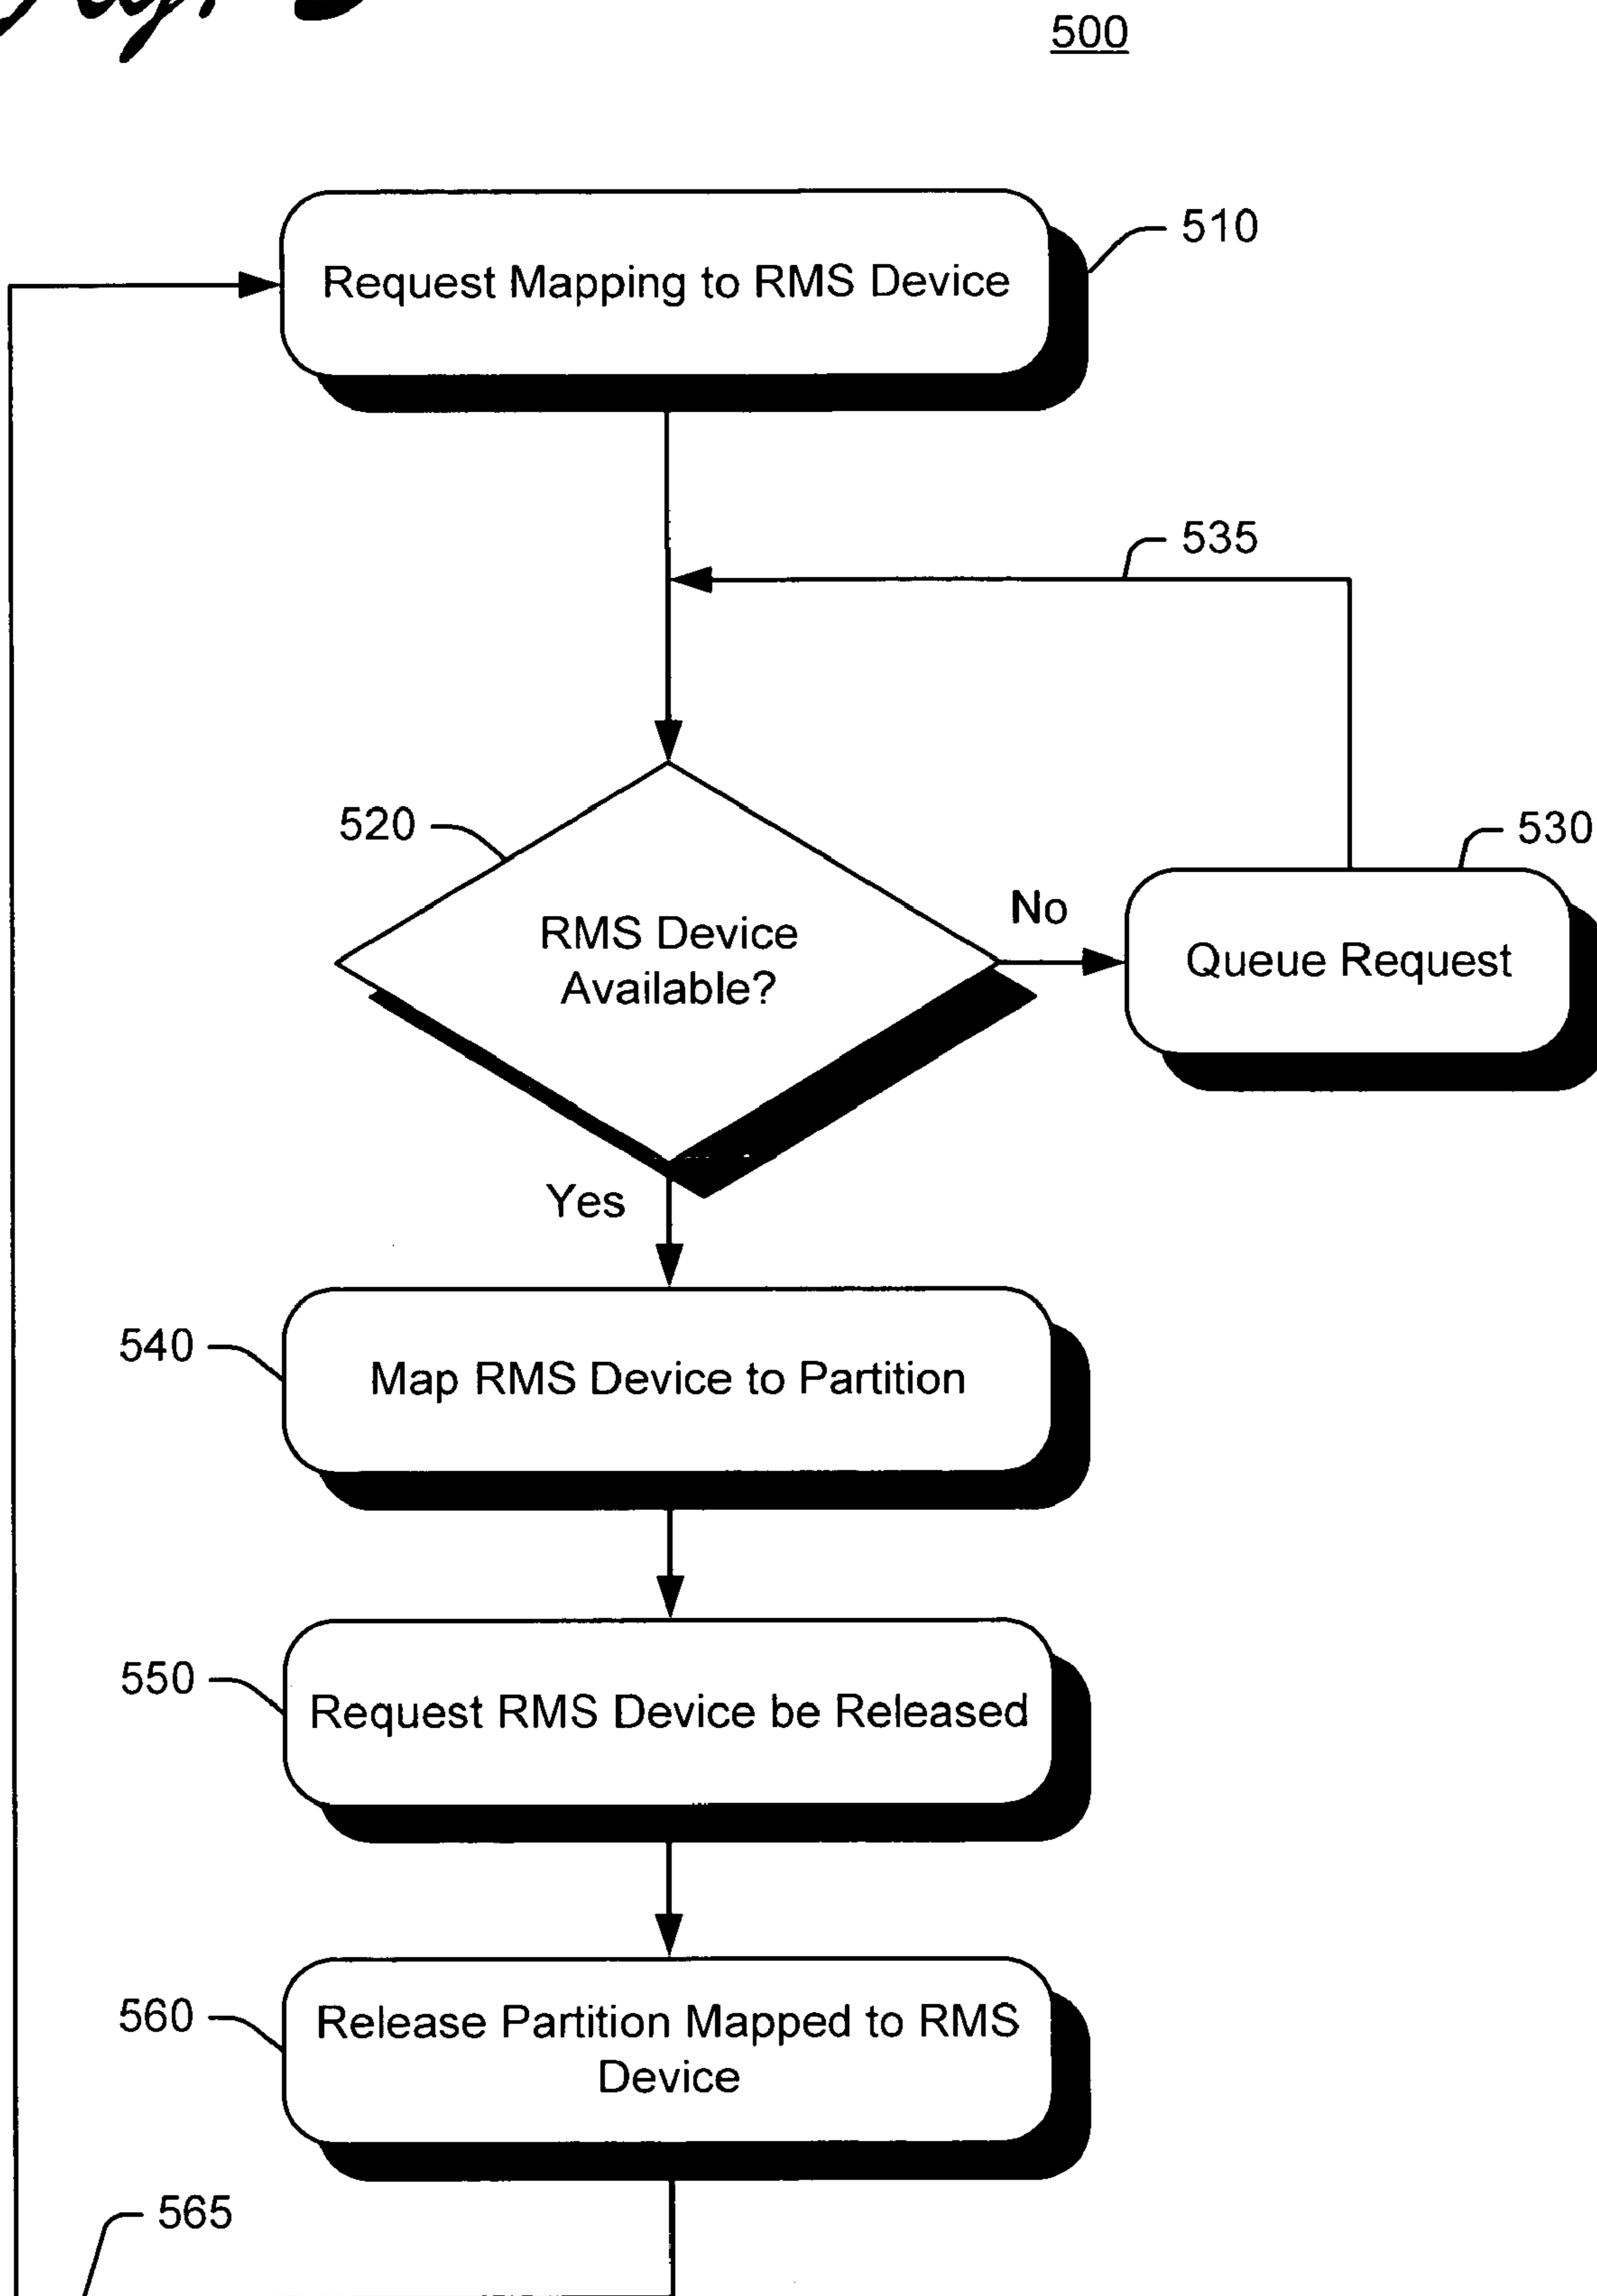 500
Request Mapping to RMS Device
510
535
520
RMS Device
Available?
No
530
Queue Request
Yes
540
Map RMS Device to Partition
550
Request RMS Device be Released
560
Release Partition Mapped to RMS
Device
565